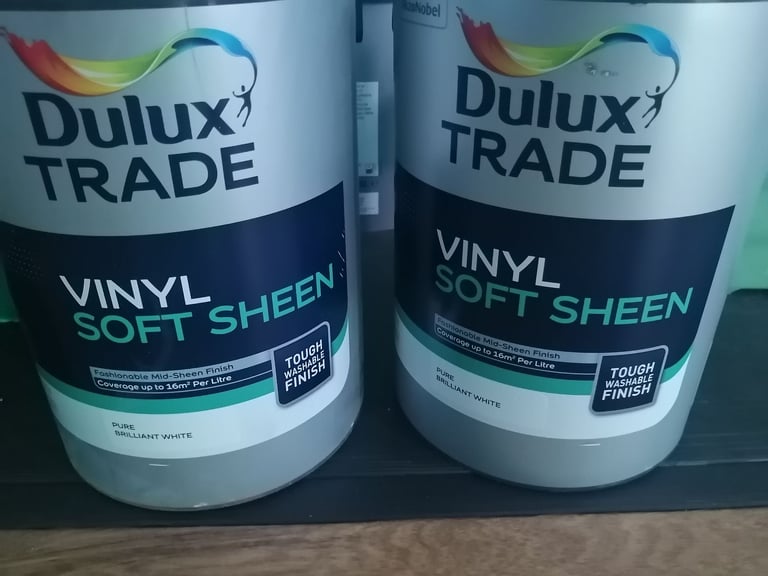 Dulux
TRADE
VINYL
SOFT SHEEN
Fashionable Mid-Sheen Finish
Coverage up to 16m² Per Litre
TOUGH
WASHABLE
FINISH
PURE
BRILLIANT WHITE
AkzoNobel
Dulux
TRADE
VINYL
SOFT SHEEN
Fashionable Mid-Sheen Finish
Coverage up to 16m² Per Litre
TOUGH
WASHABLE
FINISH
PURE
BRILLIANT WHITE